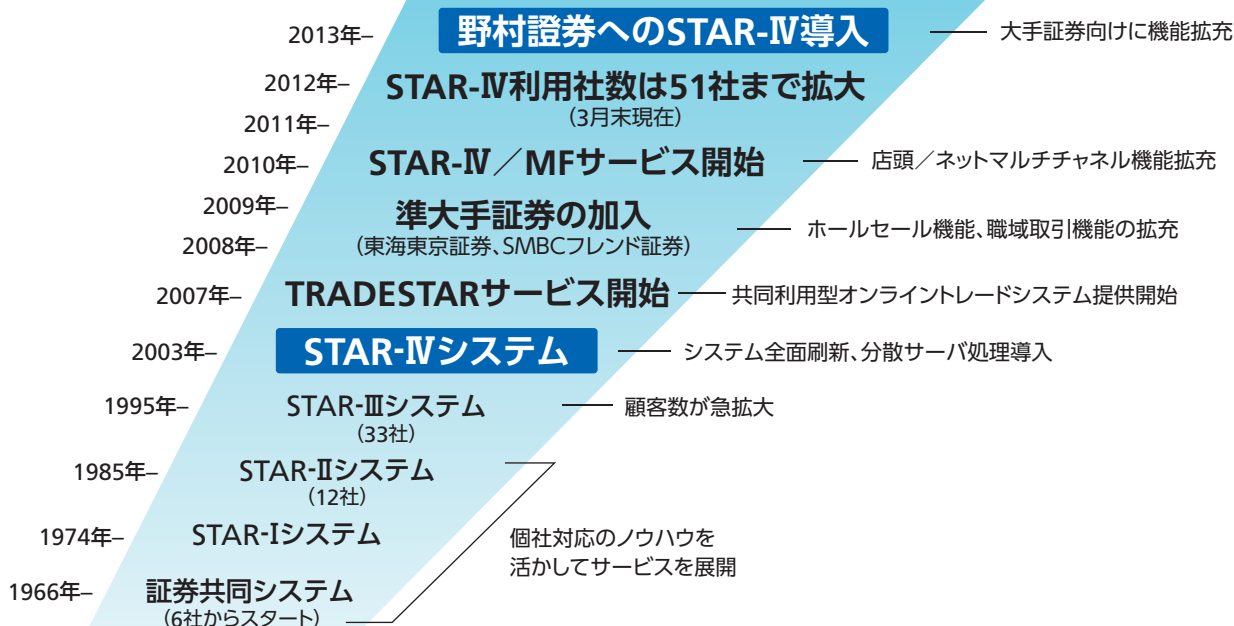 2013年– 野村證券へのSTAR-Ⅳ導入 大手証券向けに機能拡充
2012年– STAR-Ⅳ利用社数は51社まで拡大
(3月末現在)
2011年–
2010年– STAR-Ⅳ/MFサービス開始 店頭/ネットマルチチャネル機能拡充
2009年– 準大手証券の加入
ホールセール機能、職域取引機能の拡充
2008年– (東海東京証券、SMBCフレンド証券)
2007年– TRADESTARサービス開始 共同利用型オンライントレードシステム提供開始
2003年– STAR-Ⅳシステム システム全面刷新、分散サーバ処理導入
1995年– STAR-Ⅲシステム 顧客数が急拡大
(33社)
1985年– STAR-Ⅱシステム
(12社)
1974年– STAR-Ⅰシステム 個社対応のノウハウを
活かしてサービスを展開
1966年– 証券共同システム
(6社からスタート)